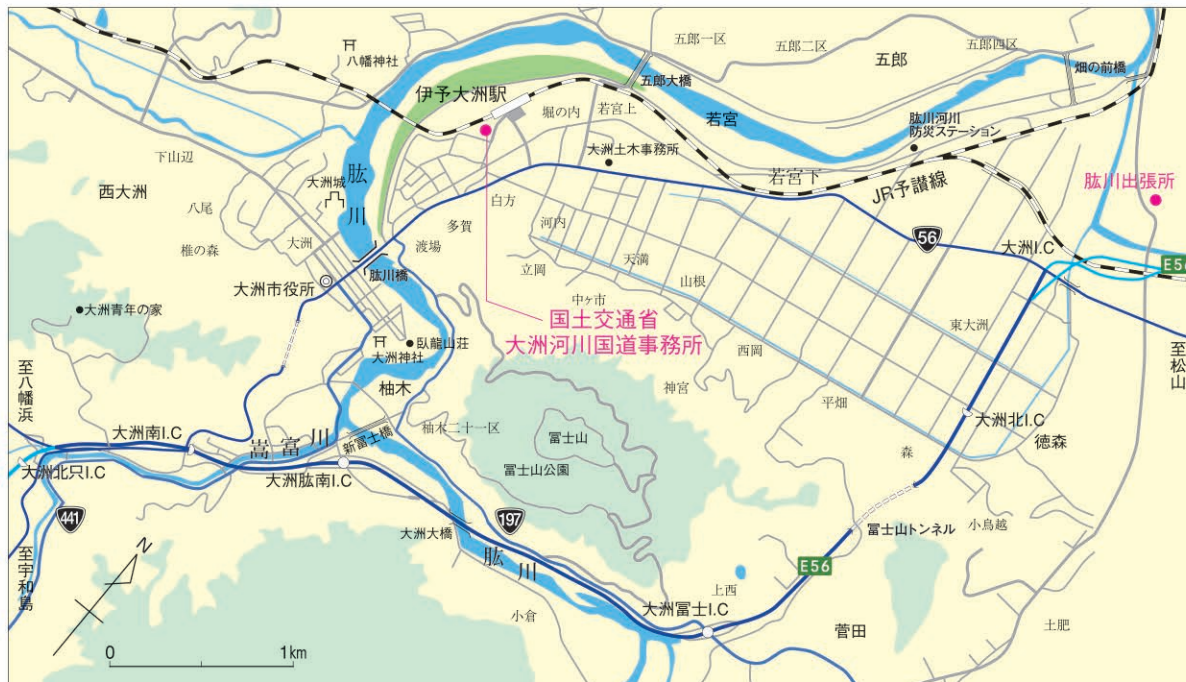 五郎一区
五郎二区
五郎四区
五郎
畑の前橋
八幡神社
五郎大橋
伊予大洲駅
堀の内
若宮上
若宮
肱川河川
防災ステーション
大洲土木事務所
下山辺
西大洲
大洲城
肱川
若宮下
JR予讃線
肱川出張所
八尾
白方
多賀
河内
56
大洲I.C
椎の森
大洲
渡場
天満
E56
肱川橋
立岡
山根
大洲市役所
中ヶ市
大洲青年の家
国土交通省
大洲河川国道事務所
東大洲
臥龍山荘
大洲神社
西岡
至松山
至八幡浜
柚木
神宮
平畑
大洲北I.C
柚木二十一区
大洲南I.C
嵩富川
新冨士橋
冨士山
森
徳森
大洲北只I.C
大洲肱南I.C
冨士山公園
441
197
大洲大橋
小鳥越
冨士山トンネル
肱川
至宇和島
N
E56
上西
小倉
大洲冨士I.C
菅田
土肥
0
1km